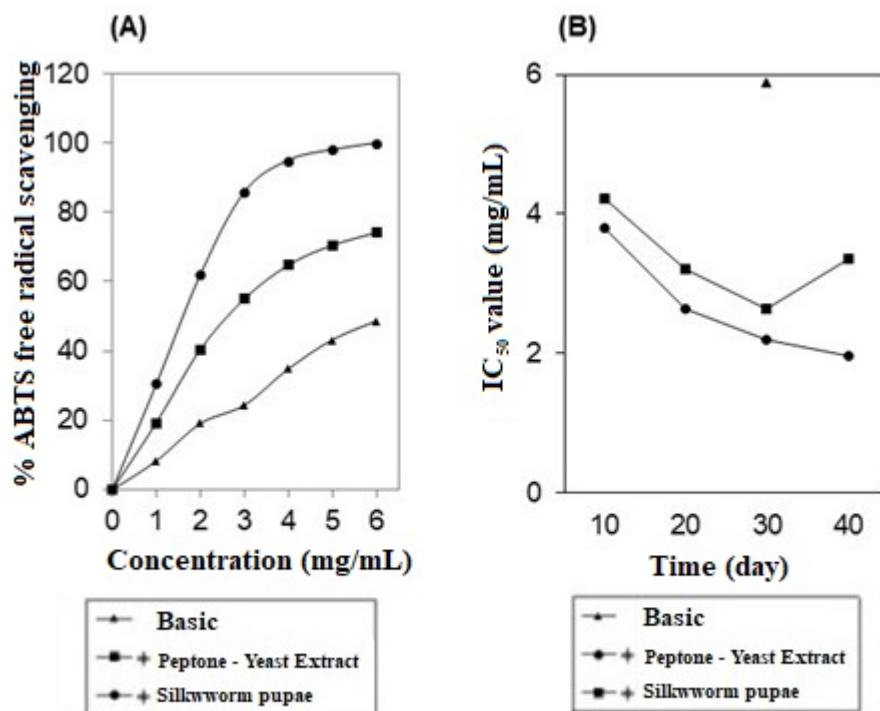 (A)
% ABTS free radical scavenging
120
100
80
60
40
20
0
0 1 2 3 4 5 6
Concentration (mg/mL)
Basic
+ Peptone - Yeast Extract
+ Silkwworm pupae
(B)
IC50 value (mg/mL)
6
4
2
0
10 20 30 40
Time (day)
Basic
+ Peptone - Yeast Extract
+ Silkwworm pupae